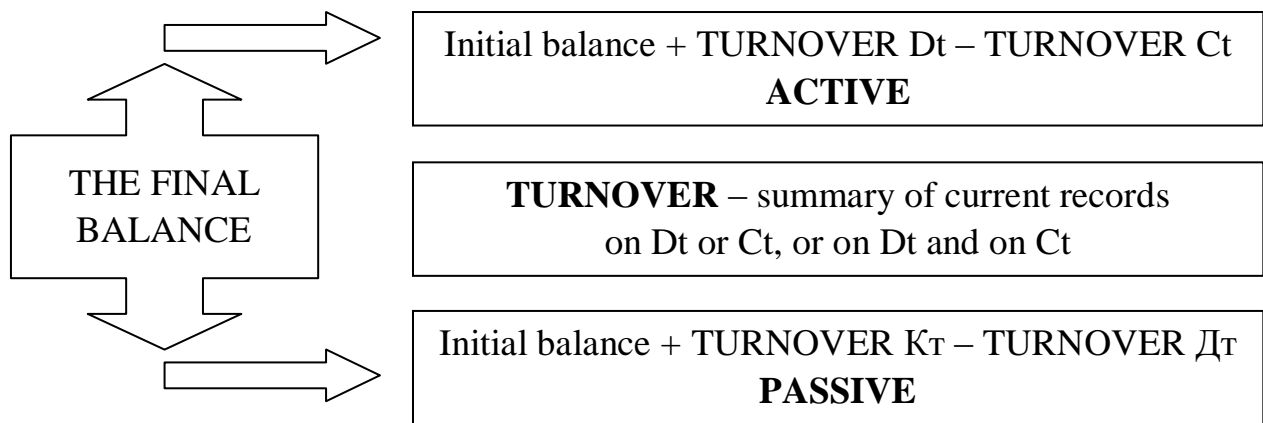 Initial balance + TURNOVER Dt – TURNOVER Ct
ACTIVE
THE FINAL
BALANCE
TURNOVER – summary of current records
on Dt or Ct, or on Dt and on Ct
Initial balance + TURNOVER Кт – TURNOVER Дт
PASSIVE